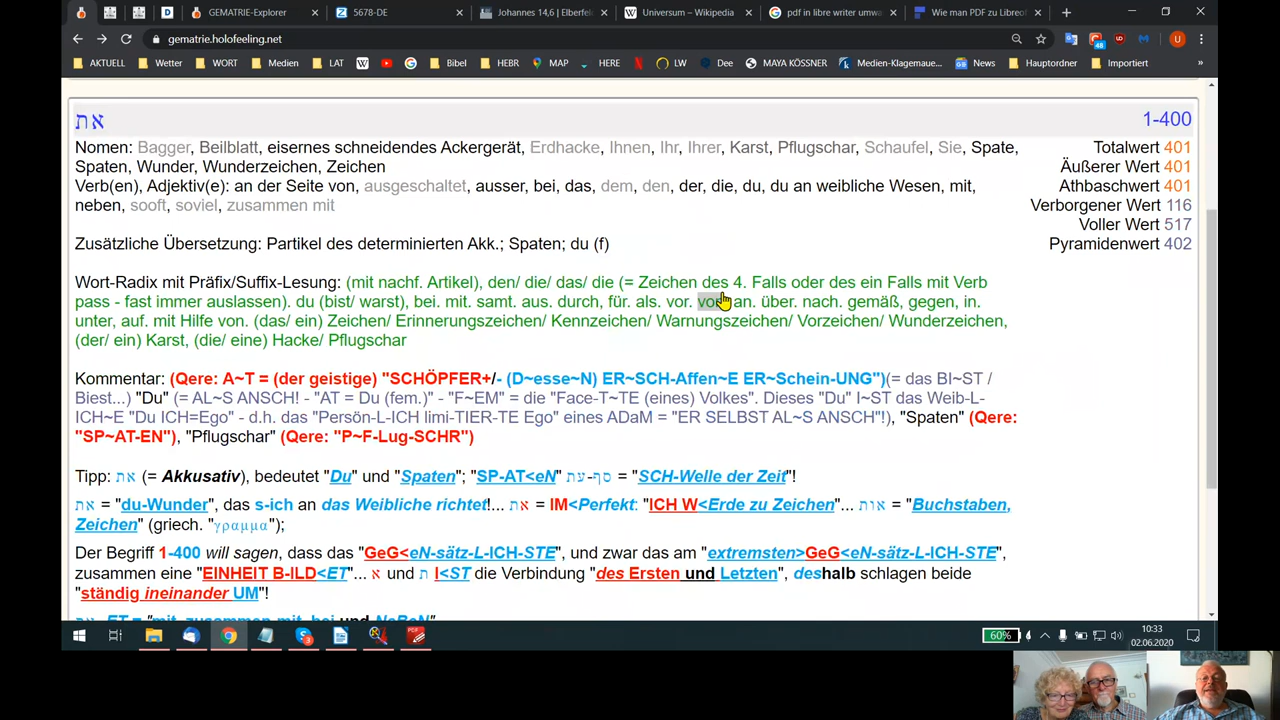 GEMATRIE-Explorer
5678-DE
Johannes 14,6 | Elberfel
Universum – Wikipedia
pdf in libre writer umwa
Wie man PDF zu Libreof
gematrie.holofeeling.net
48
U
AKTUELL
Wetter
WORT
Medien
LAT
Bibel
HEBR
MAP
HERE
LW
Dee
MAYA KÖSSNER
Medien-Klagemaue...
News
Hauptordner
Importiert
»
את 1-400
Nomen: Bagger, Beilblatt, eisernes schneidendes Ackergerät, Erdhacke, Ihnen, Ihr, Ihrer, Karst, Pflugschar, Schaufel, Sie, Spate,
Spaten, Wunder, Wunderzeichen, Zeichen
Verb(en), Adjektiv(e): an der Seite von, ausgeschaltet, ausser, bei, das, dem, den, der, die, du, du an weibliche Wesen, mit,
neben, sooft, soviel, zusammen mit
Totalwert 401
Äußerer Wert 401
Athbaschwert 401
Verborgener Wert 116
Voller Wert 517
Pyramidenwert 402
Zusätzliche Übersetzung: Partikel des determinierten Akk.; Spaten; du (f)
Wort-Radix mit Präfix/Suffix-Lesung: (mit nachf. Artikel), den/ die/ das/ die (= Zeichen des 4. Falls oder des ein Falls mit Verb
pass - fast immer auslassen). du (bist/ warst), bei. mit. samt. aus. durch, für. als. vor. an. über. nach. gemäß, gegen, in.
unter, auf. mit Hilfe von. (das/ ein) Zeichen/ Erinnerungszeichen/ Kennzeichen/ Warnungszeichen/ Vorzeichen/ Wunderzeichen,
(der/ ein) Karst, (die/ eine) Hacke/ Pflugschar
Kommentar: (Qere: A~T = (der geistige) "SCHÖPFER+/- (D~esse~N) ER~SCH-Affen~E ER~Schein-UNG")(= das BI~ST /
Biest...) "Du" (= AL~S ANSCH! - "AT = Du (fem.)" - "F~EM" = die "Face-T~TE (eines) Volkes". Dieses "Du" I~ST das Weib-L-
ICH~E "Du ICH=Ego" - d.h. das "Persön-L-ICH limi-TIER-TE Ego" eines ADaM = "ER SELBST AL~S ANSCH"!), "Spaten" (Qere:
"SP~AT-EN"), "Pflugschar" (Qere: "P~F-Lug-SCHR")
Tipp: את (= Akkusativ), bedeutet "Du" und "Spaten"; "SP-AT<eN" סף-עת = "SCH-Welle der Zeit"!
את = "du-Wunder", das s-ich an das Weibliche richtet!... את = IM<Perfekt: "ICH W<Erde zu Zeichen"... אות = "Buchstaben,
Zeichen" (griech. "γραμμα");
Der Begriff 1-400 will sagen, dass das "GeG<eN-sätz-L-ICH-STE", und zwar das am "extremsten>GeG<eN-sätz-L-ICH-STE",
zusammen eine "EINHEIT B-ILD<ET"... א und ת I<ST die Verbindung "des Ersten und Letzten", deshalb schlagen beide
"ständig ineinander UM"!
60%
10:33
02.06.2020